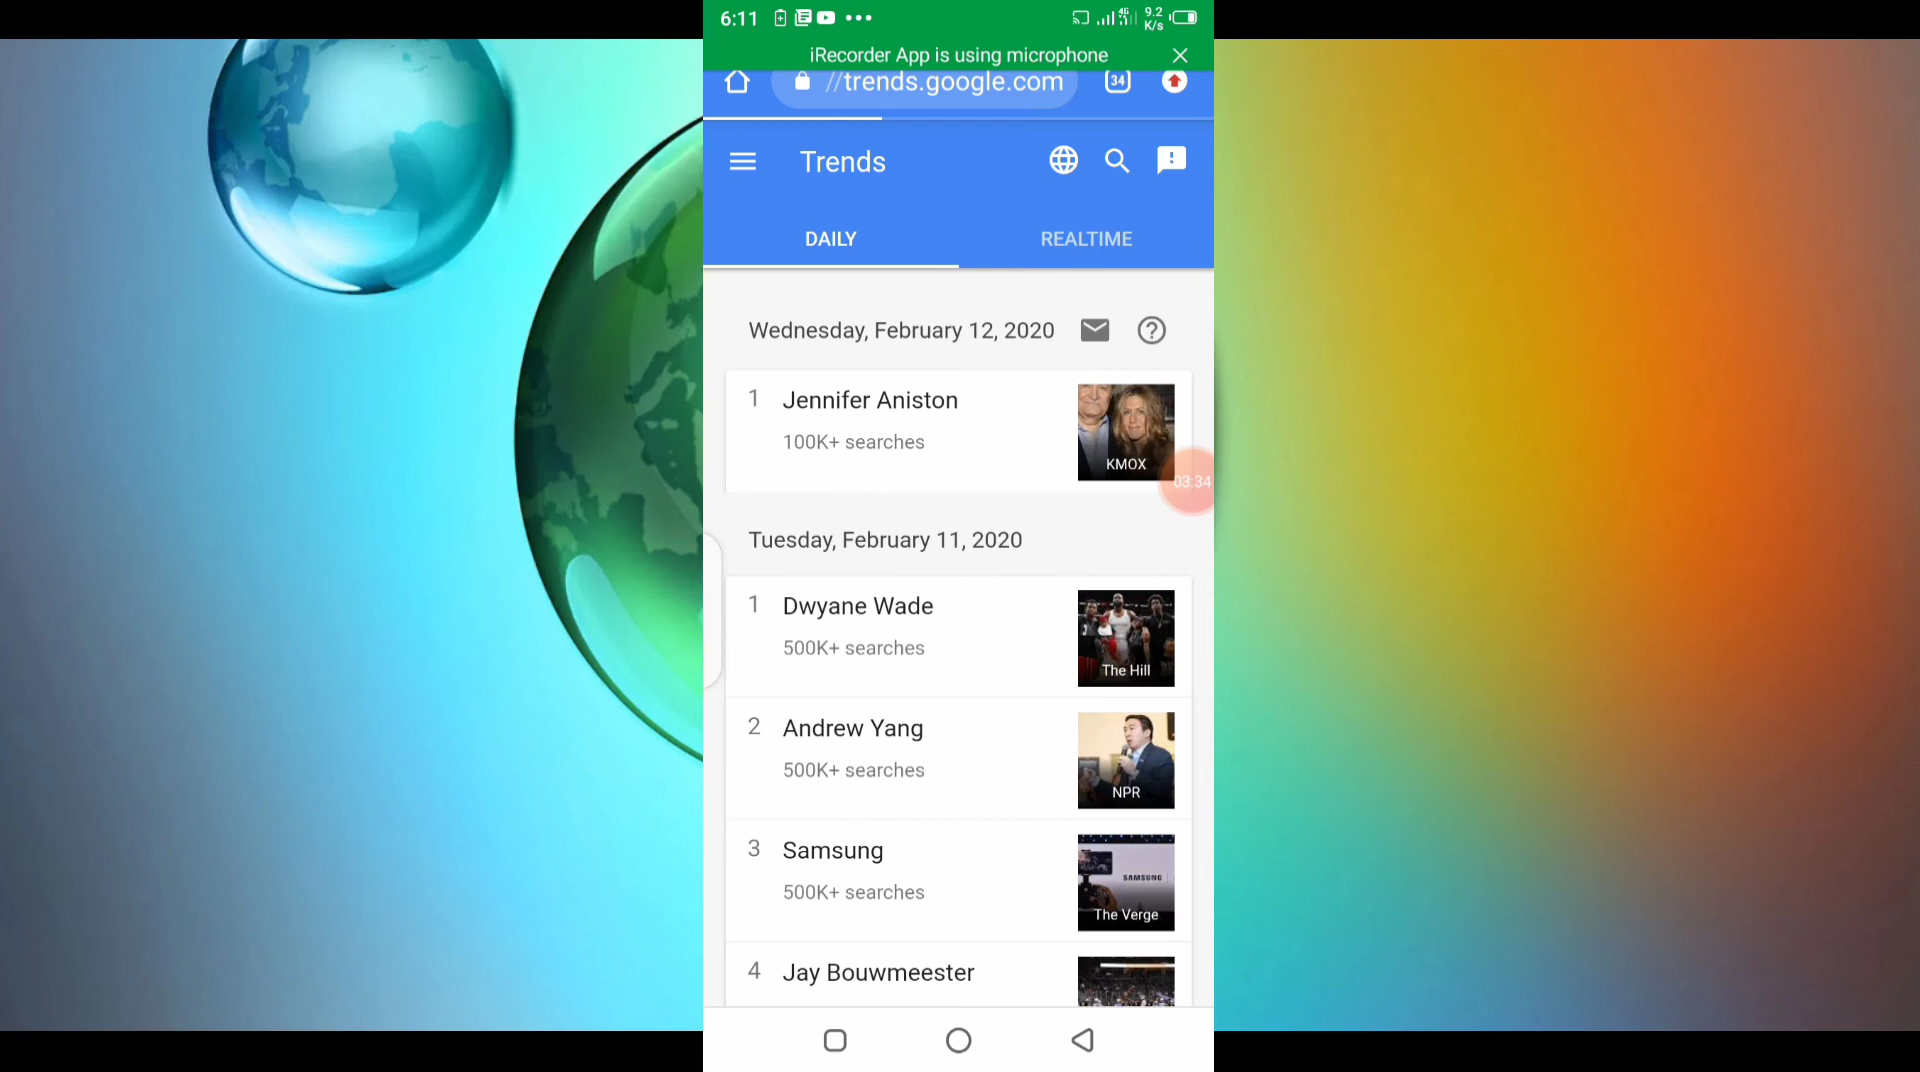 6:11
4G
9.2
K/s
iRecorder App is using microphone
//trends.google.com
34
Trends
DAILY
REALTIME
Wednesday, February 12, 2020
1
Jennifer Aniston
100K+ searches
KMOX
03:34
Tuesday, February 11, 2020
1
Dwyane Wade
500K+ searches
The Hill
2
Andrew Yang
500K+ searches
NPR
3
Samsung
500K+ searches
SAMSUNG
The Verge
4
Jay Bouwmeester